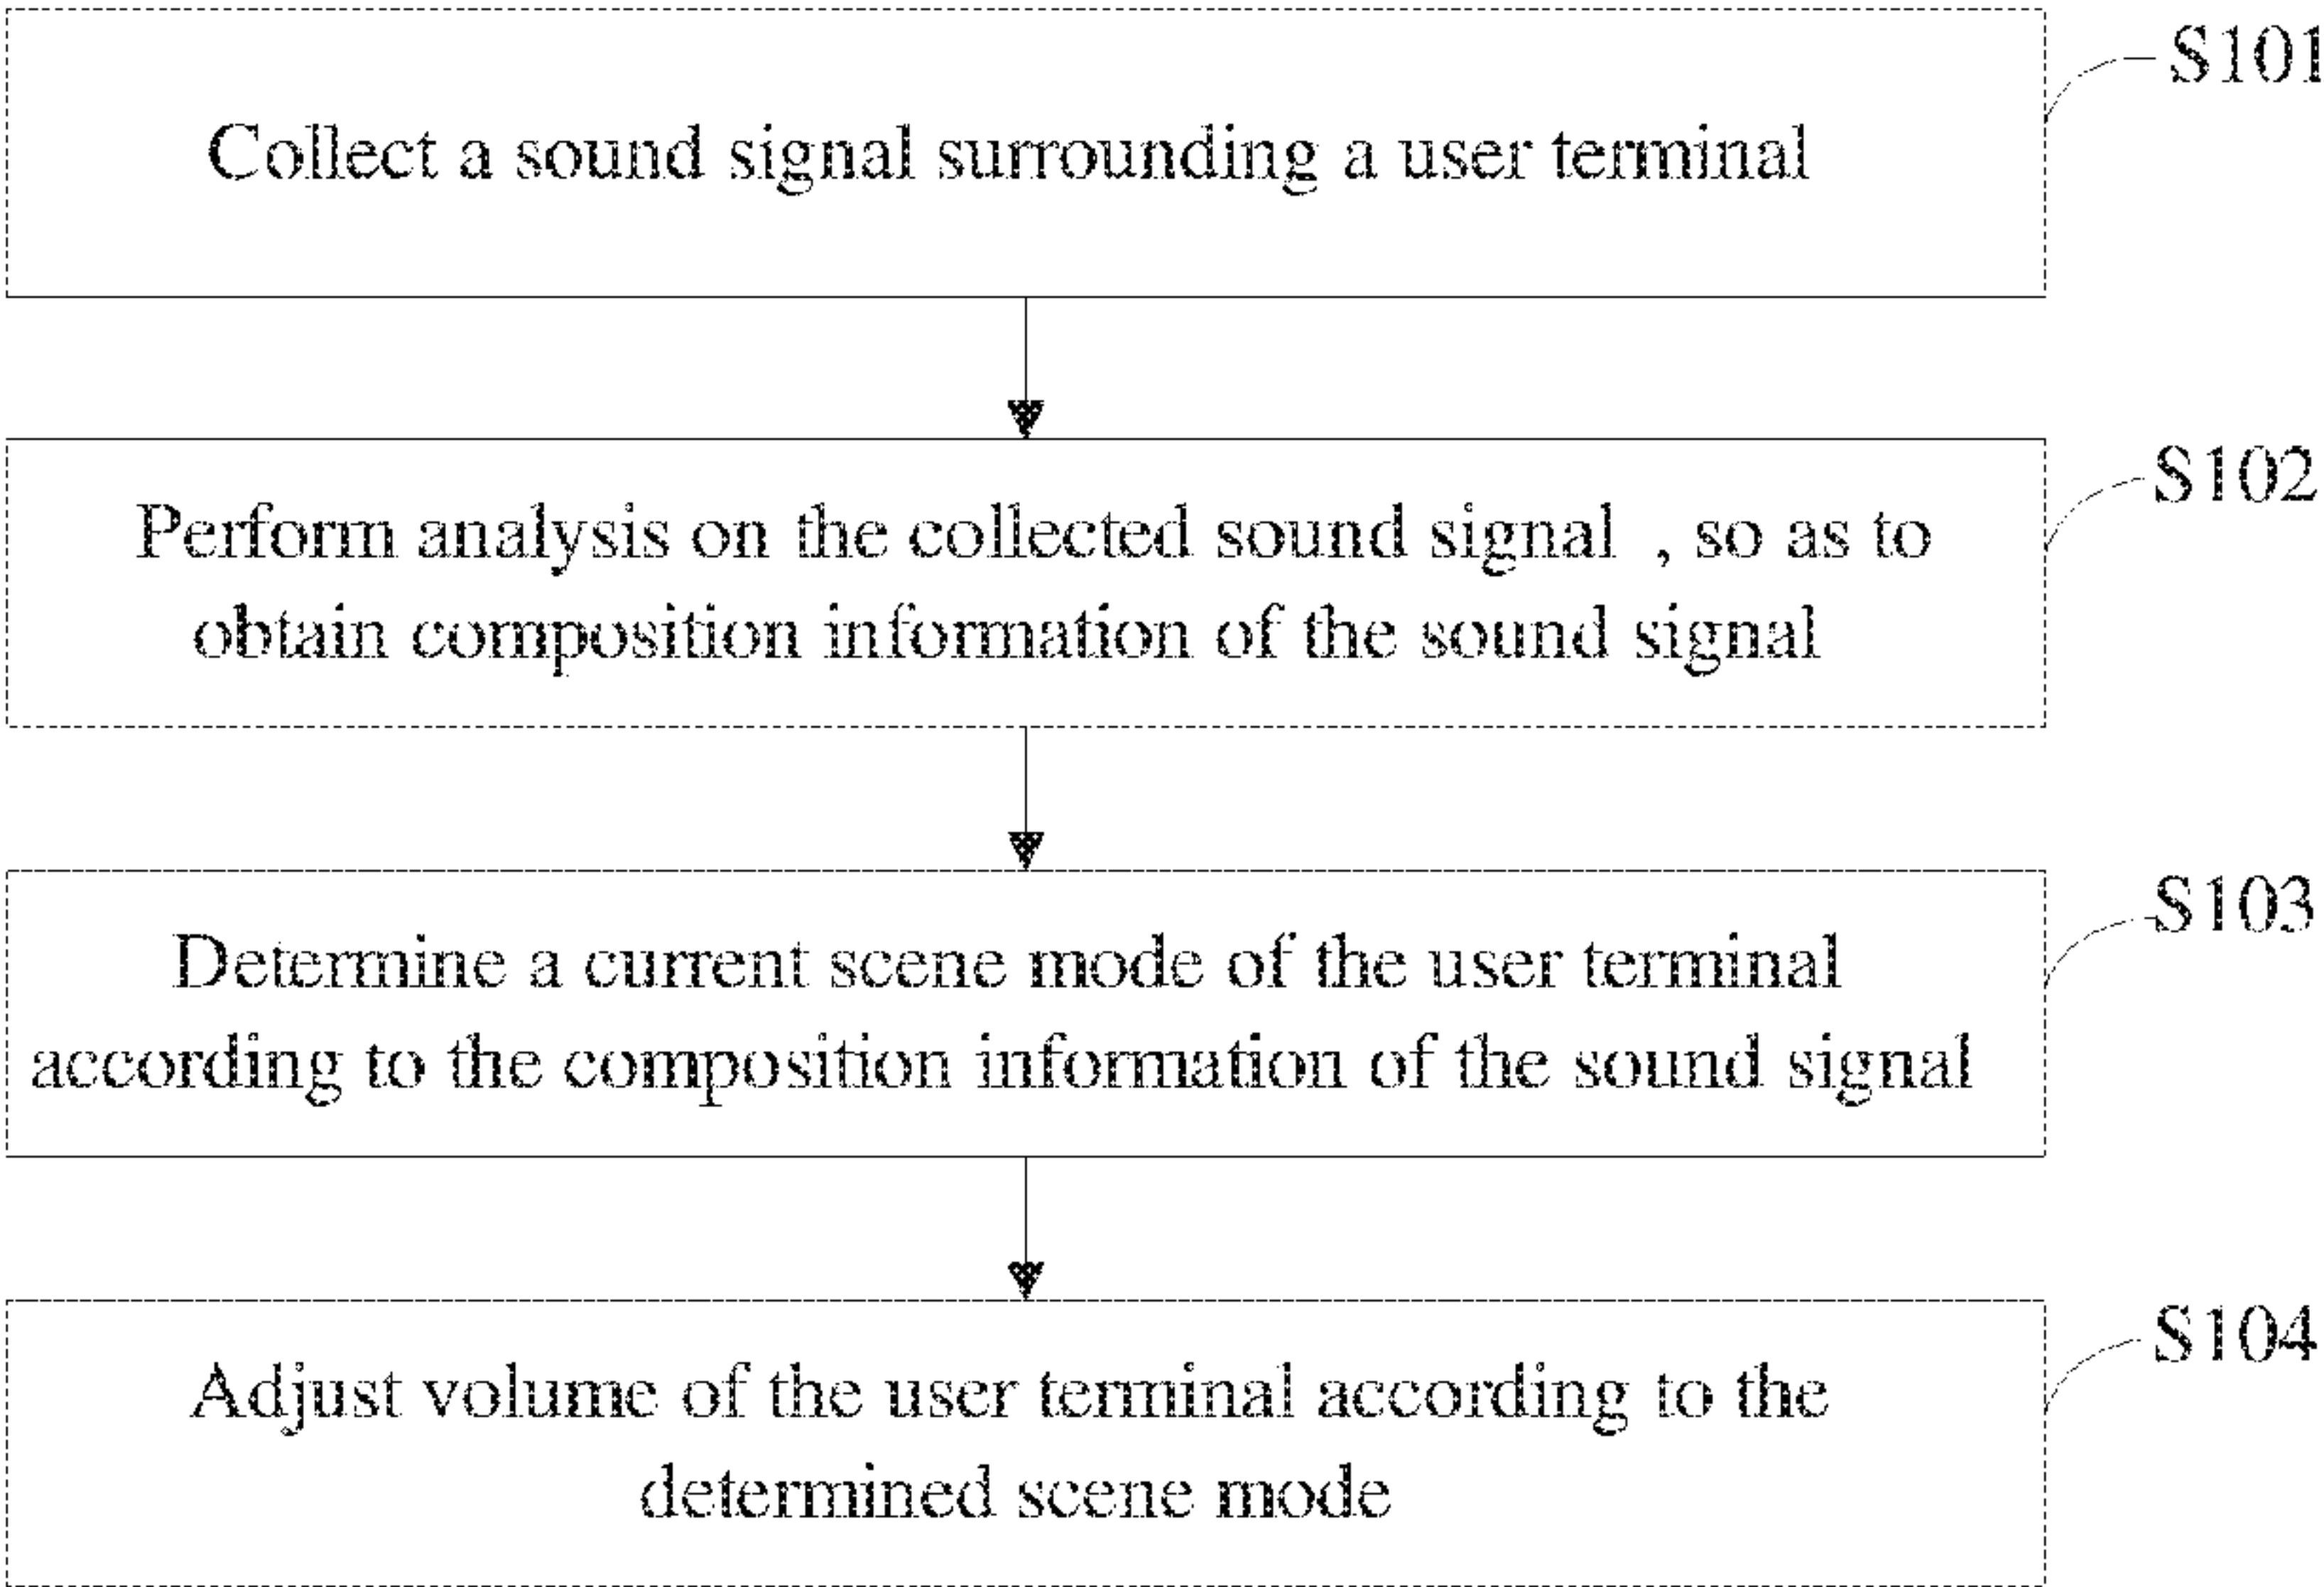 S101
Collect a sound signal surrounding a user terminal
S102
Perform analysis on the collected sound signal , so as to
obtain composition information of the sound signal
S103
Determine a current scene mode of the user terminal
according to the composition information of the sound signal
S104
Adjust volume of the user terminal according to the
determined scene mode